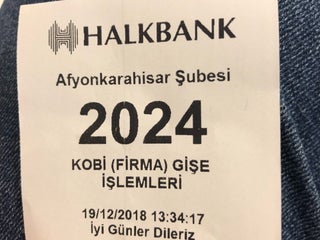 HALKBANK
Afyonkarahisar Şubesi
2024
KOBİ (FİRMA) GİŞE
İŞLEMLERİ
19/12/2018 13:34:17
İyi Günler Dileriz